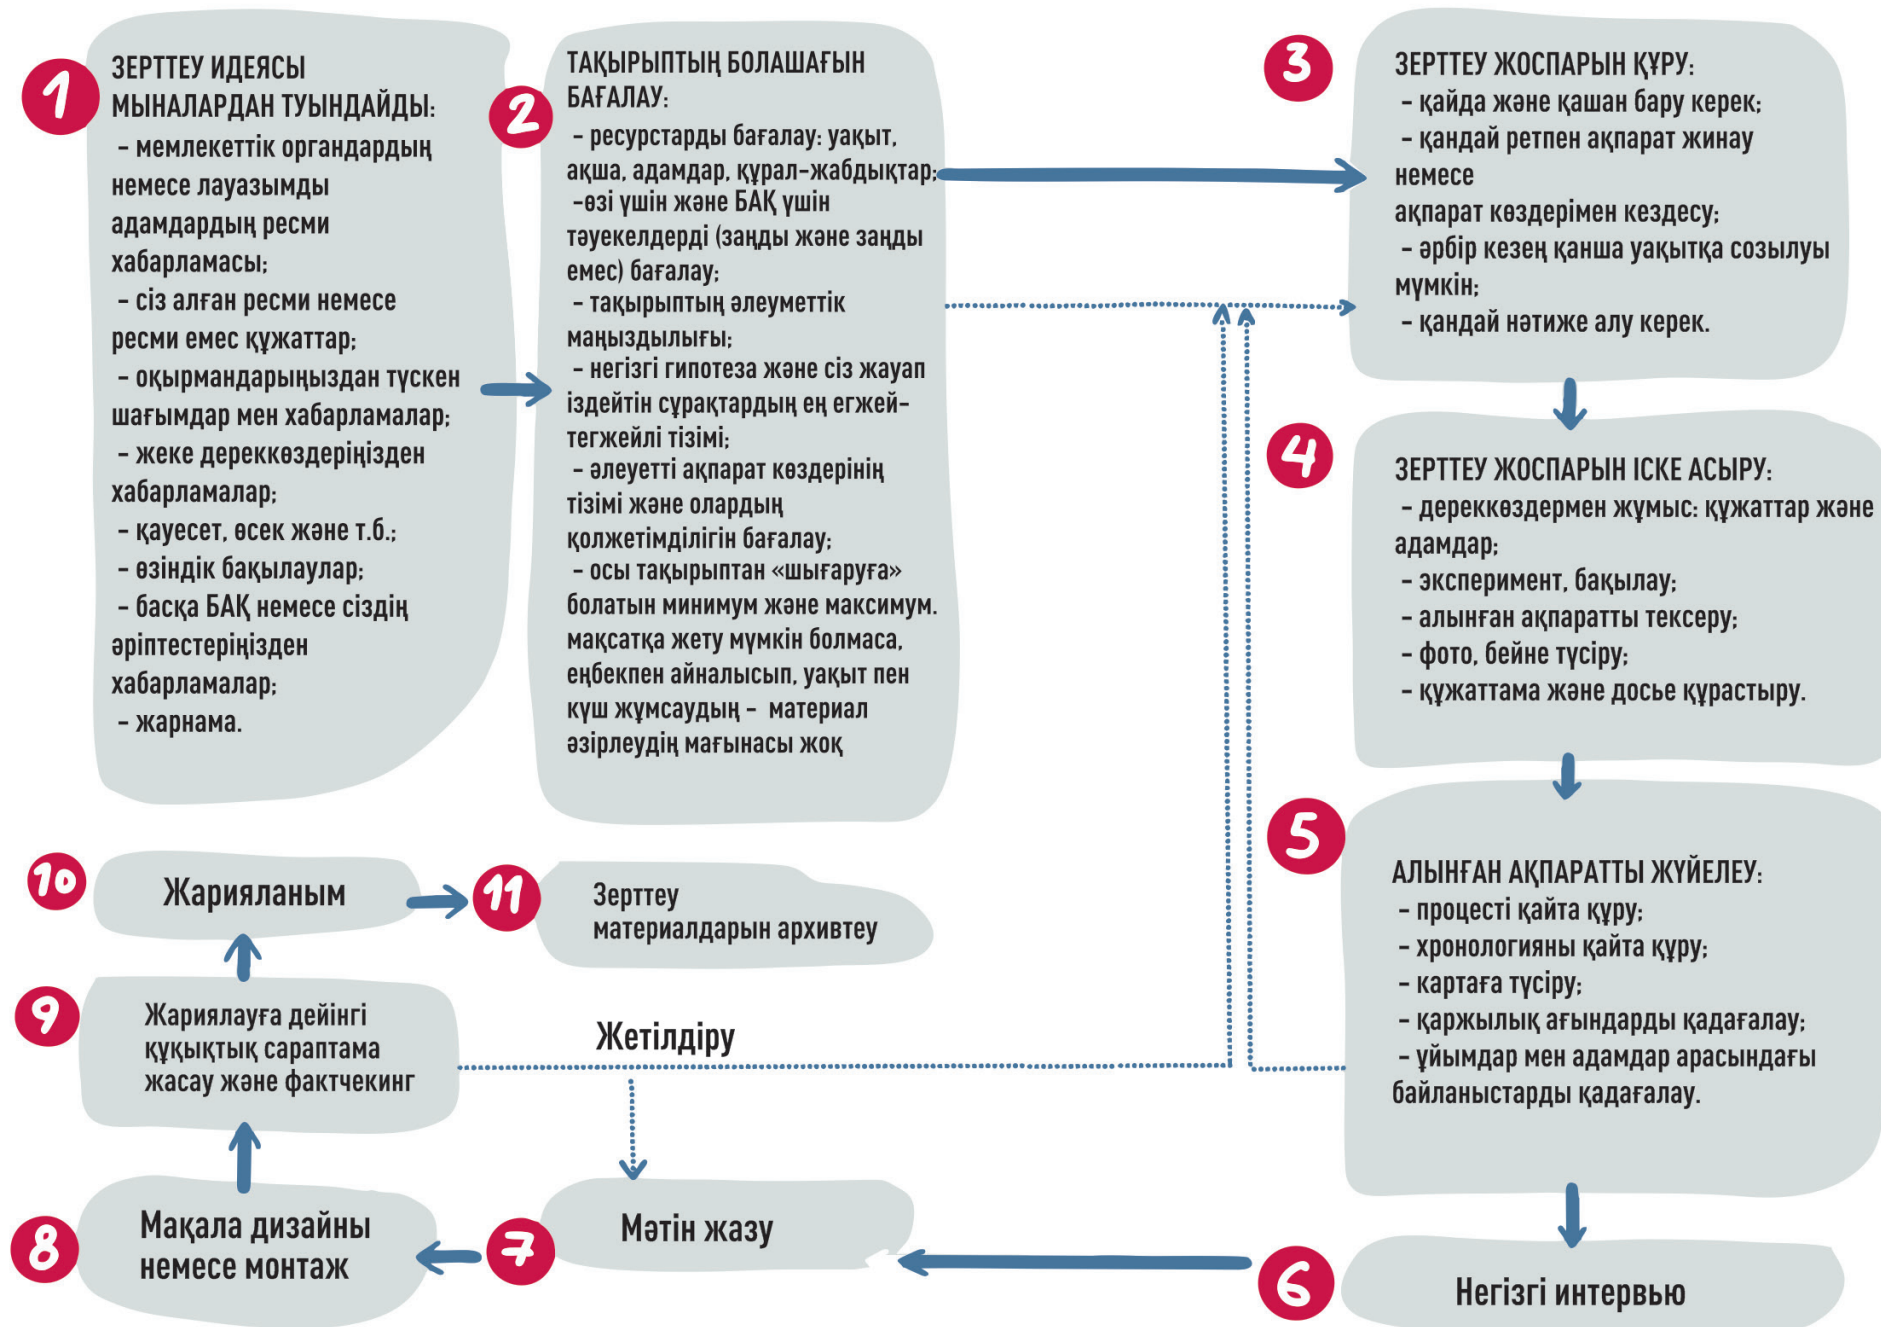 1
ЗЕРТТЕУ ИДЕЯСЫ
МЫНАЛАРДАН ТУЫНДАЙДЫ:
– мемлекеттік органдардың
немесе лауазымды
адамдардың ресми
хабарламасы;
– сіз алған ресми немесе
ресми емес құжаттар;
– оқырмандарыңыздан түскен
шағымдар мен хабарламалар;
– жеке дереккөздеріңізден
хабарламалар;
– қауесет, өсек және т.б.;
– өзіндік бақылаулар;
– басқа БАҚ немесе сіздің
әріптестеріңізден
хабарламалар;
– жарнама.
2
ТАҚЫРЫПТЫҢ БОЛАШАҒЫН
БАҒАЛАУ:
– ресурстарды бағалау: уақыт,
ақша, адамдар, құрал-жабдықтар;
-өзі үшін және БАҚ үшін
тәуекелдерді (заңды және заңды
емес) бағалау;
– тақырыптың әлеуметтік
маңыздылығы;
– негізгі гипотеза және сіз жауап
іздейтін сұрақтардың ең егжей-
тегжейлі тізімі;
– әлеуетті ақпарат көздерінің
тізімі және олардың
қолжетімділігін бағалау;
– осы тақырыптан «шығаруға»
болатын минимум және максимум.
мақсатқа жету мүмкін болмаса,
еңбекпен айналысып, уақыт пен
күш жұмсаудың – материал
әзірлеудің мағынасы жоқ
3
ЗЕРТТЕУ ЖОСПАРЫН ҚҰРУ:
– қайда және қашан бару керек;
– қандай ретпен ақпарат жинау
немесе
ақпарат көздерімен кездесу;
– әрбір кезең қанша уақытқа созылуы
мүмкін;
– қандай нәтиже алу керек.
4
ЗЕРТТЕУ ЖОСПАРЫН ІСКЕ АСЫРУ:
– дереккөздермен жұмыс: құжаттар және
адамдар;
– эксперимент, бақылау;
– алынған ақпаратты тексеру;
– фото, бейне түсіру;
– құжаттама және досье құрастыру.
5
АЛЫНҒАН АҚПАРАТТЫ ЖҮЙЕЛЕУ:
– процесті қайта құру;
– хронологияны қайта құру;
– картаға түсіру;
– қаржылық ағындарды қадағалау;
– ұйымдар мен адамдар арасындағы
байланыстарды қадағалау.
6
Негізгі интервью
7
Мәтін жазу
8
Мақала дизайны
немесе монтаж
9
Жариялауға дейінгі
құқықтық сараптама
жасау және фактчекинг
Жетілдіру
10
Жарияланым
11
Зерттеу
материалдарын архивтеу